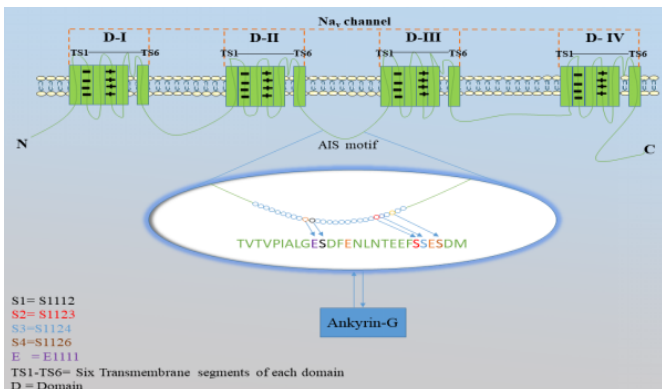 Nav channel
D-I D-II D-III D- IV
TS1 TS6 TS1 TS6 TS1 TS6 TS1 TS6
N
C
AIS motif
TVTVPIALGESDFENLNTEEFSSESDM
Ankyrin-G
S1= S1112
S2= S1123
S3=S1124
S4=S1126
E = E1111
TS1-TS6= Six Transmembrane segments of each domain
D = Domain